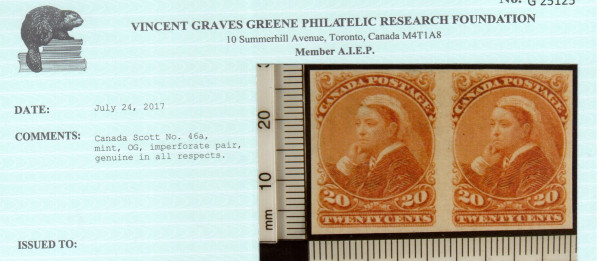 No. G 25125
VINCENT GRAVES GREENE PHILATELIC RESEARCH FOUNDATION
10 Summerhill Avenue, Toronto, Canada M4T1A8
Member A.I.E.P.
DATE: July 24, 2017
COMMENTS: Canada Scott No. 46a,
mint, OG, imperforate pair,
genuine in all respects.
ISSUED TO:
mm 10 20
CANADA POSTAGE CANADA POSTAGE
20 20 20 20
TWENTY CENTS TWENTY CENTS